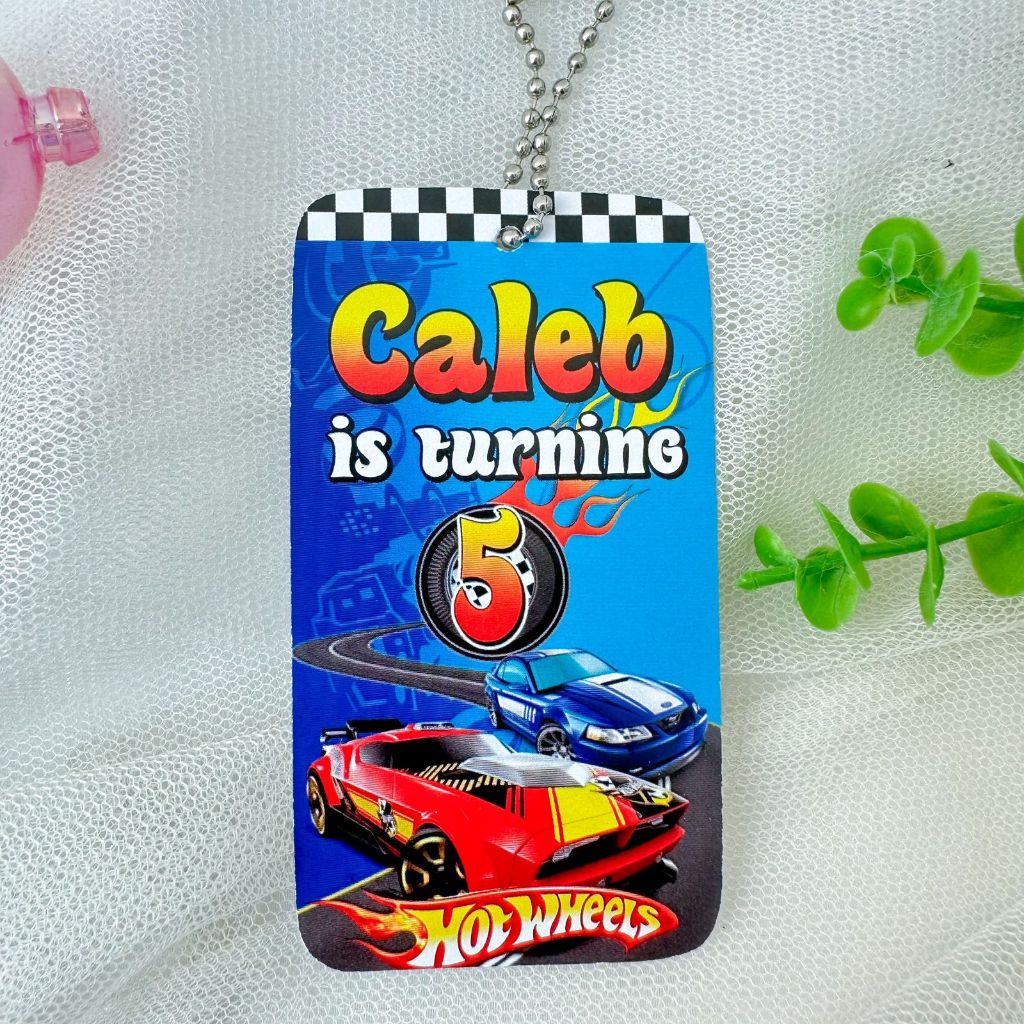 Caleb
is turning
5
Hot Wheels